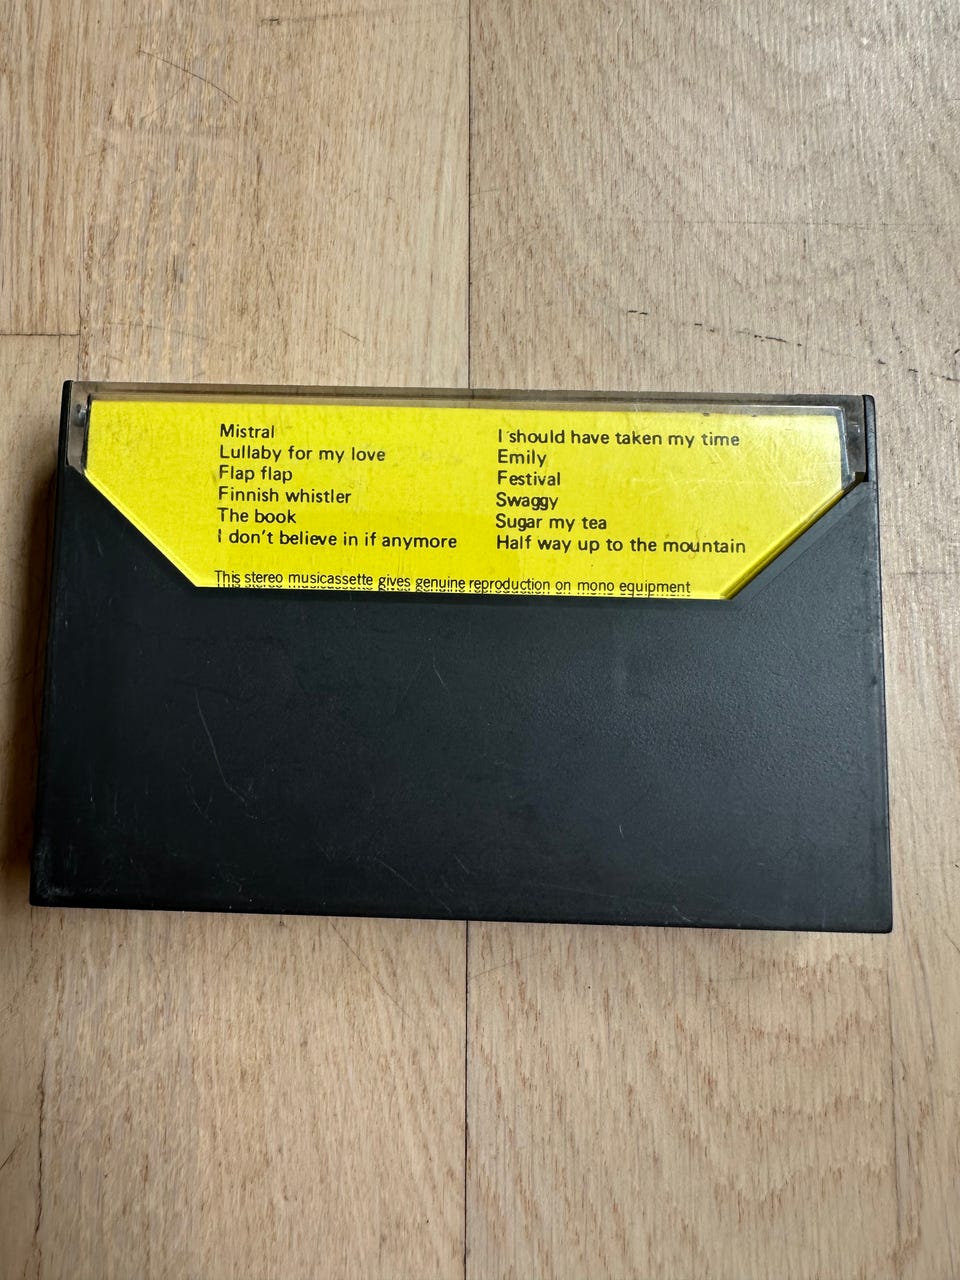 Mistral
Lullaby for my love
Flap flap
Finnish whistler
The book
I don't believe in if anymore
I should have taken my time
Emily
Festival
Swaggy
Sugar my tea
Half way up to the mountain
This stereo musicassette gives genuine reproduction on mono equipment